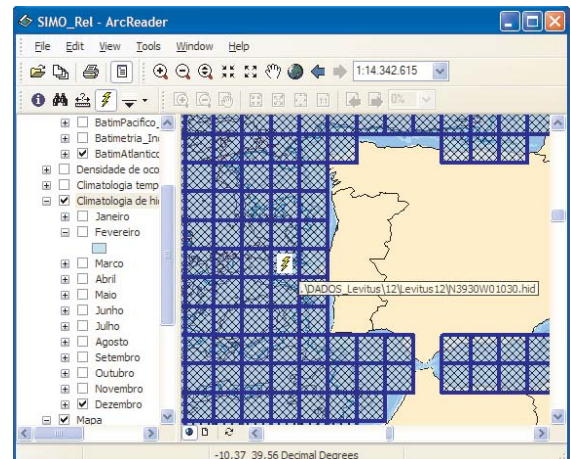 SIMO_Rel - ArcReader
File Edit View Tools Window Help
1:14.342.615
0%
BatimPacifico_
Batimetria_In
BatimAtlantico
Densidade de oco
Climatologia temp
Climatologia de hi
Janeiro
Fevereiro
Marco
Abril
Maio
Junho
Julho
Agosto
Setembro
Outubro
Novembro
Dezembro
Mapa
.\DADOS_Levitus\12\Levitus12\N3930W01030.hid
-10,37 39,56 Decimal Degrees